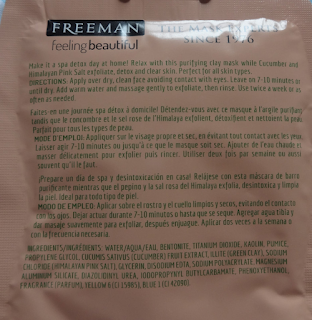 FREEMAN THE MASK
feeling beautiful SINCE 1976
Make it a spa detox day at home! Relax with this purifying clay mask while Cucumber and
Himalayan Pink Salt exfoliate, detox and clear skin. Perfect for all skin types.
DIRECTIONS: Apply over dry, clean face avoiding contact with eyes. Leave on 7-10 minutes or
until dry. Add warm water and massage gently to exfoliate, then rinse. Use twice a week or as
often as needed.
Faites-en une journée spa détox à domicile! Détendez-vous avec ce masque à l'argile purifiant
tandis que le concombre et le sel rose de l'Himalaya exfolient, détoxifient et nettoient la peau.
Parfait pour tous les types de peau.
MODE D'EMPLOI: Appliquer sur le visage propre et sec, en évitant tout contact avec les yeux.
Laisser agir 7-10 minutes ou jusqu'à ce que le masque soit sec. Ajouter de l'eau chaude et
masser délicatement pour exfolier puis rincer. Utiliser deux fois par semaine ou aussi
souvent qu'il le faut.
¡Prepare un día de spa y desintoxicación en casa! Relájese con esta máscara de barro
purificante mientras que el pepino y la sal rosa del Himalaya exfolia, desintoxica y limpia
la piel. Ideal para todo tipo de piel.
MODO DE EMPLEO: Aplicar sobre el rostro y el cuello limpios y secos, evitando el contacto
con los ojos. Dejar actuar durante 7-10 minutos o hasta que se seque. Agregar agua tibia y
dar masaje suavemente para exfoliar, después enjuague. Aplicar dos veces a la semana o
con la frecuencia necesaria.
INGREDIENTS/INGRÉDIENTS: WATER/AQUA/EAU, BENTONITE, TITANIUM DIOXIDE, KAOLIN, PUMICE,
PROPYLENE GLYCOL, CUCUMIS SATIVUS (CUCUMBER) FRUIT EXTRACT, ILLITE (GREEN CLAY), SODIUM
CHLORIDE (HIMALAYAN PINK SALT), GLYCERIN, DISODIUM EDTA, SODIUM POLYACRYLATE, MAGNESIUM
ALUMINUM SILICATE, DIAZOLIDINYL UREA, IODOPROPYNYL BUTYLCARBAMATE, PHENOXYETHANOL,
FRAGRANCE (PARFUM), YELLOW 6 (CI 15985), BLUE 1 (CI 42090).